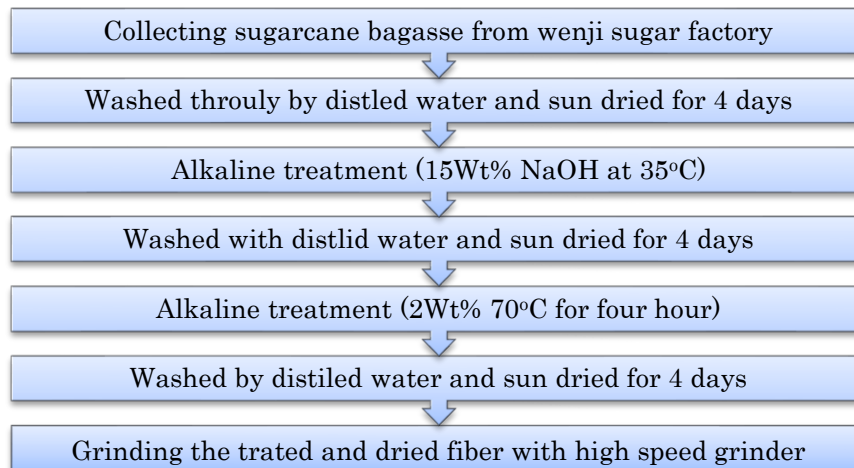 Collecting sugarcane bagasse from wenji sugar factory
Washed throuly by distled water and sun dried for 4 days
Alkaline treatment (15Wt% NaOH at 35°C)
Washed with distlid water and sun dried for 4 days
Alkaline treatment (2Wt% 70°C for four hour)
Washed by distiled water and sun dried for 4 days
Grinding the trated and dried fiber with high speed grinder